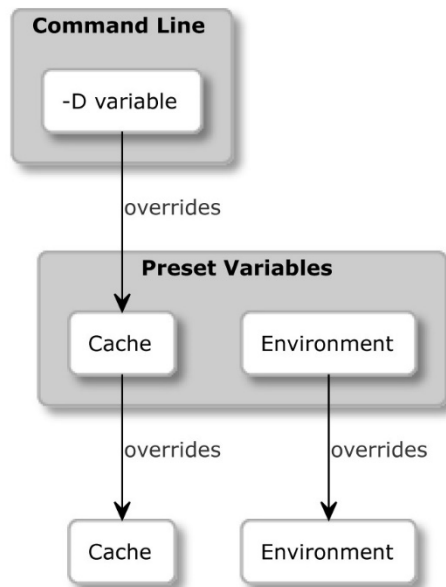 Command Line
-D variable
overrides
Preset Variables
Cache Environment
overrides overrides
Cache Environment